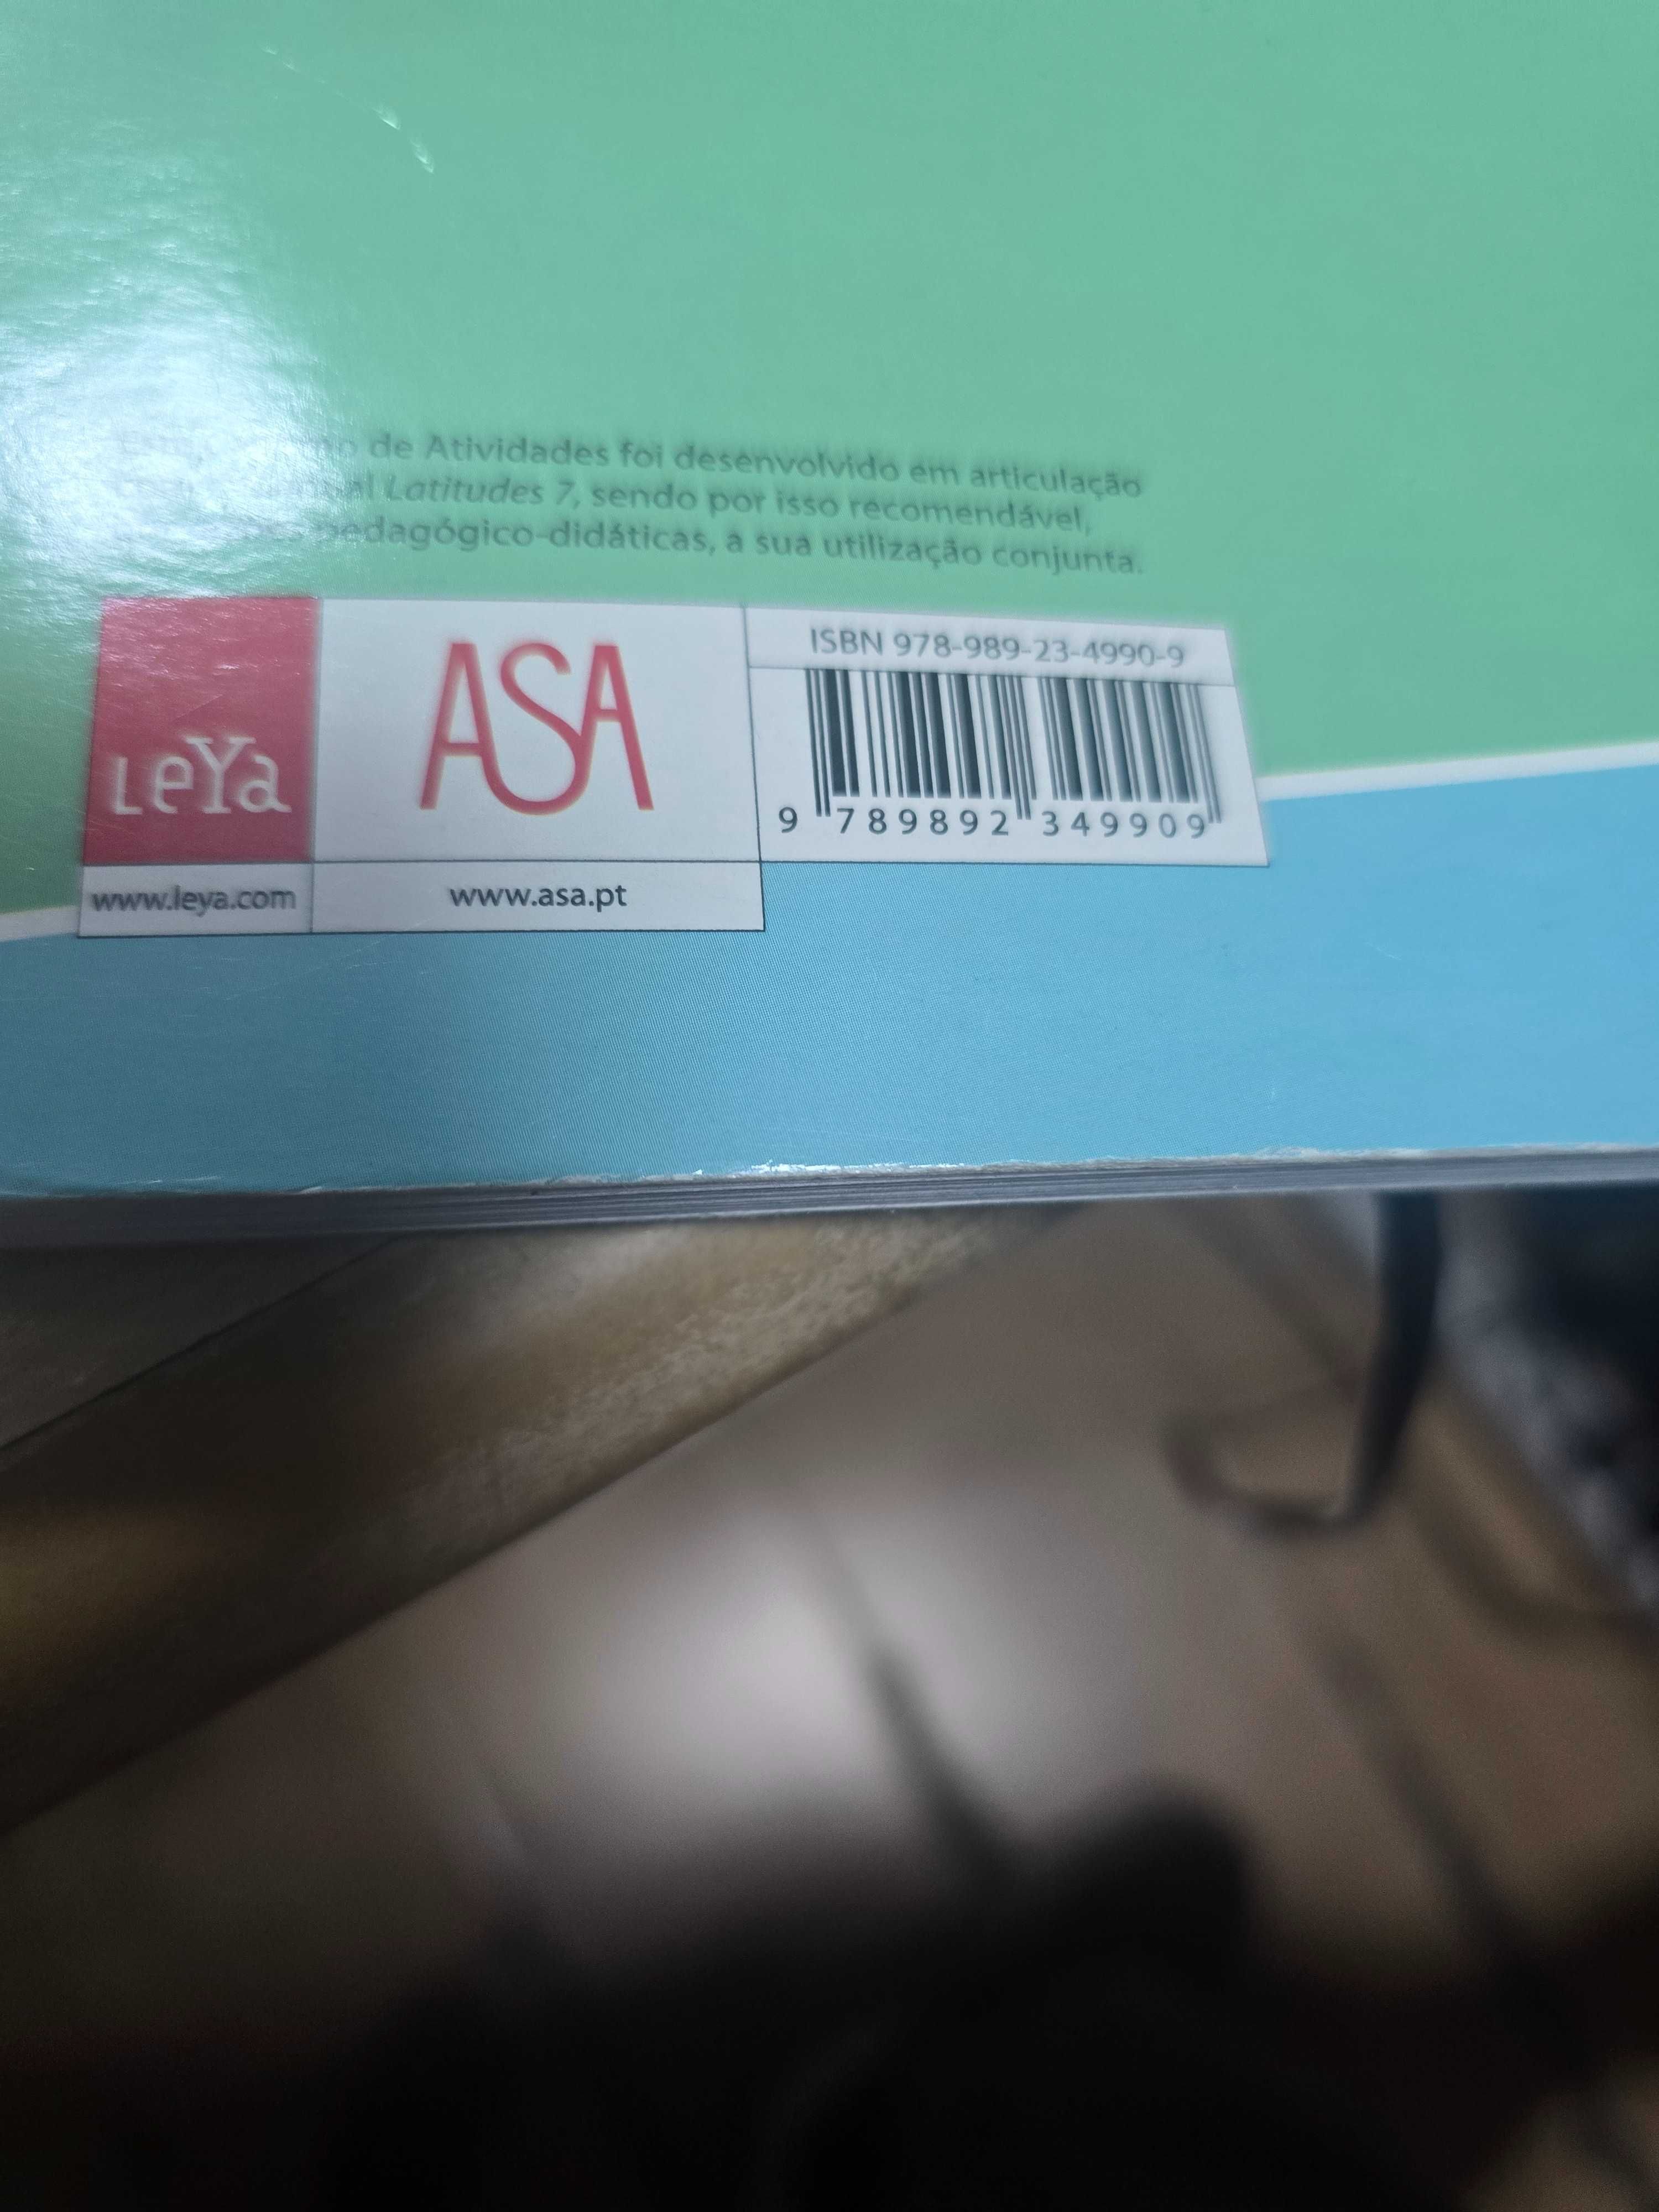 de Atividades foi desenvolvido em articulação
Latitudes 7, sendo por isso recomendável,
pedagógico-didáticas, a sua utilização conjunta.
LeYa
ASA
ISBN 978-989-23-4990-9
9 789892 349909
www.leya.com
www.asa.pt